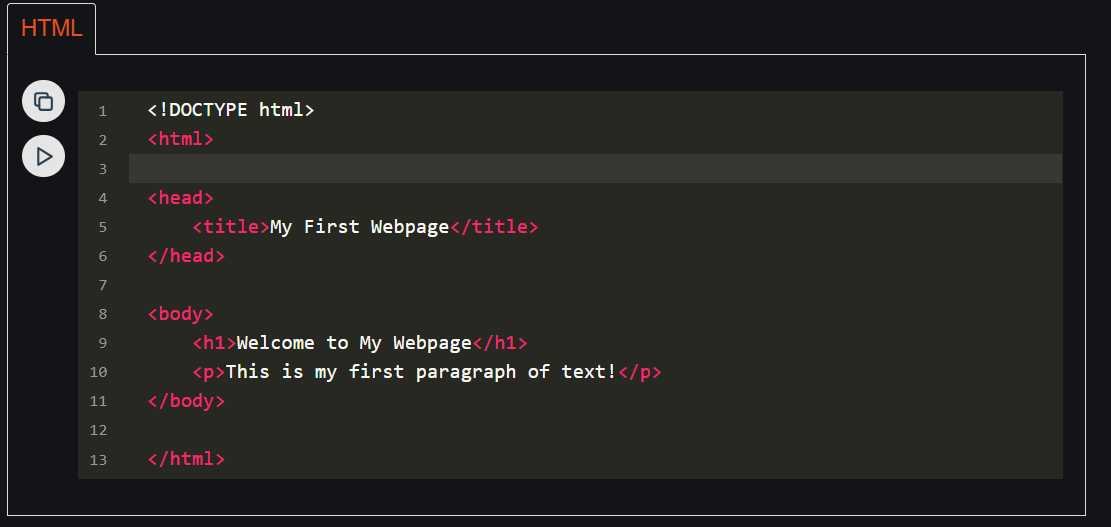 HTML
1 <!DOCTYPE html>
2 <html>
3
4 <head>
5     <title>My First Webpage</title>
6 </head>
7
8 <body>
9     <h1>Welcome to My Webpage</h1>
10     <p>This is my first paragraph of text!</p>
11 </body>
12
13 </html>